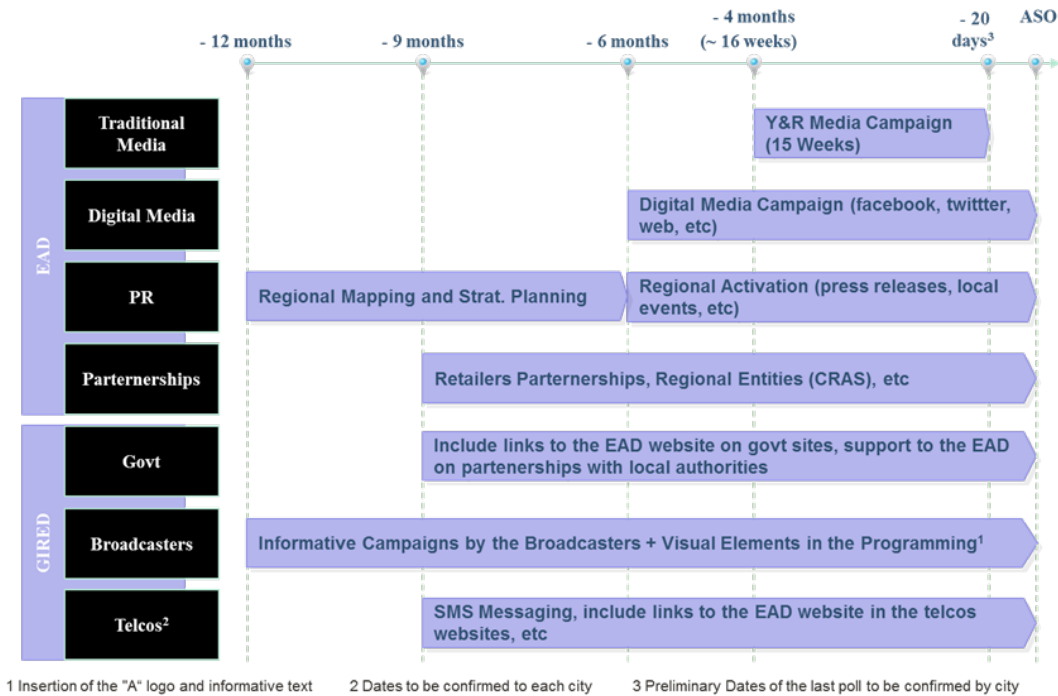 - 12 months
- 9 months
- 6 months
- 4 months
(~ 16 weeks)
- 20
days³
ASO
EAD
Traditional
Media
Y&R Media Campaign
(15 Weeks)
Digital Media
Digital Media Campaign (facebook, twittter,
web, etc)
PR
Regional Mapping and Strat. Planning
Regional Activation (press releases, local
events, etc)
Parternerships
Retailers Parternerships, Regional Entities (CRAS), etc
GIRED
Govt
Include links to the EAD website on govt sites, support to the EAD
on partenerships with local authorities
Broadcasters
Informative Campaigns by the Broadcasters + Visual Elements in the Programming¹
Telcos²
SMS Messaging, include links to the EAD website in the telcos
websites, etc
1 Insertion of the "A“ logo and informative text
2 Dates to be confirmed to each city
3 Preliminary Dates of the last poll to be confirmed by city